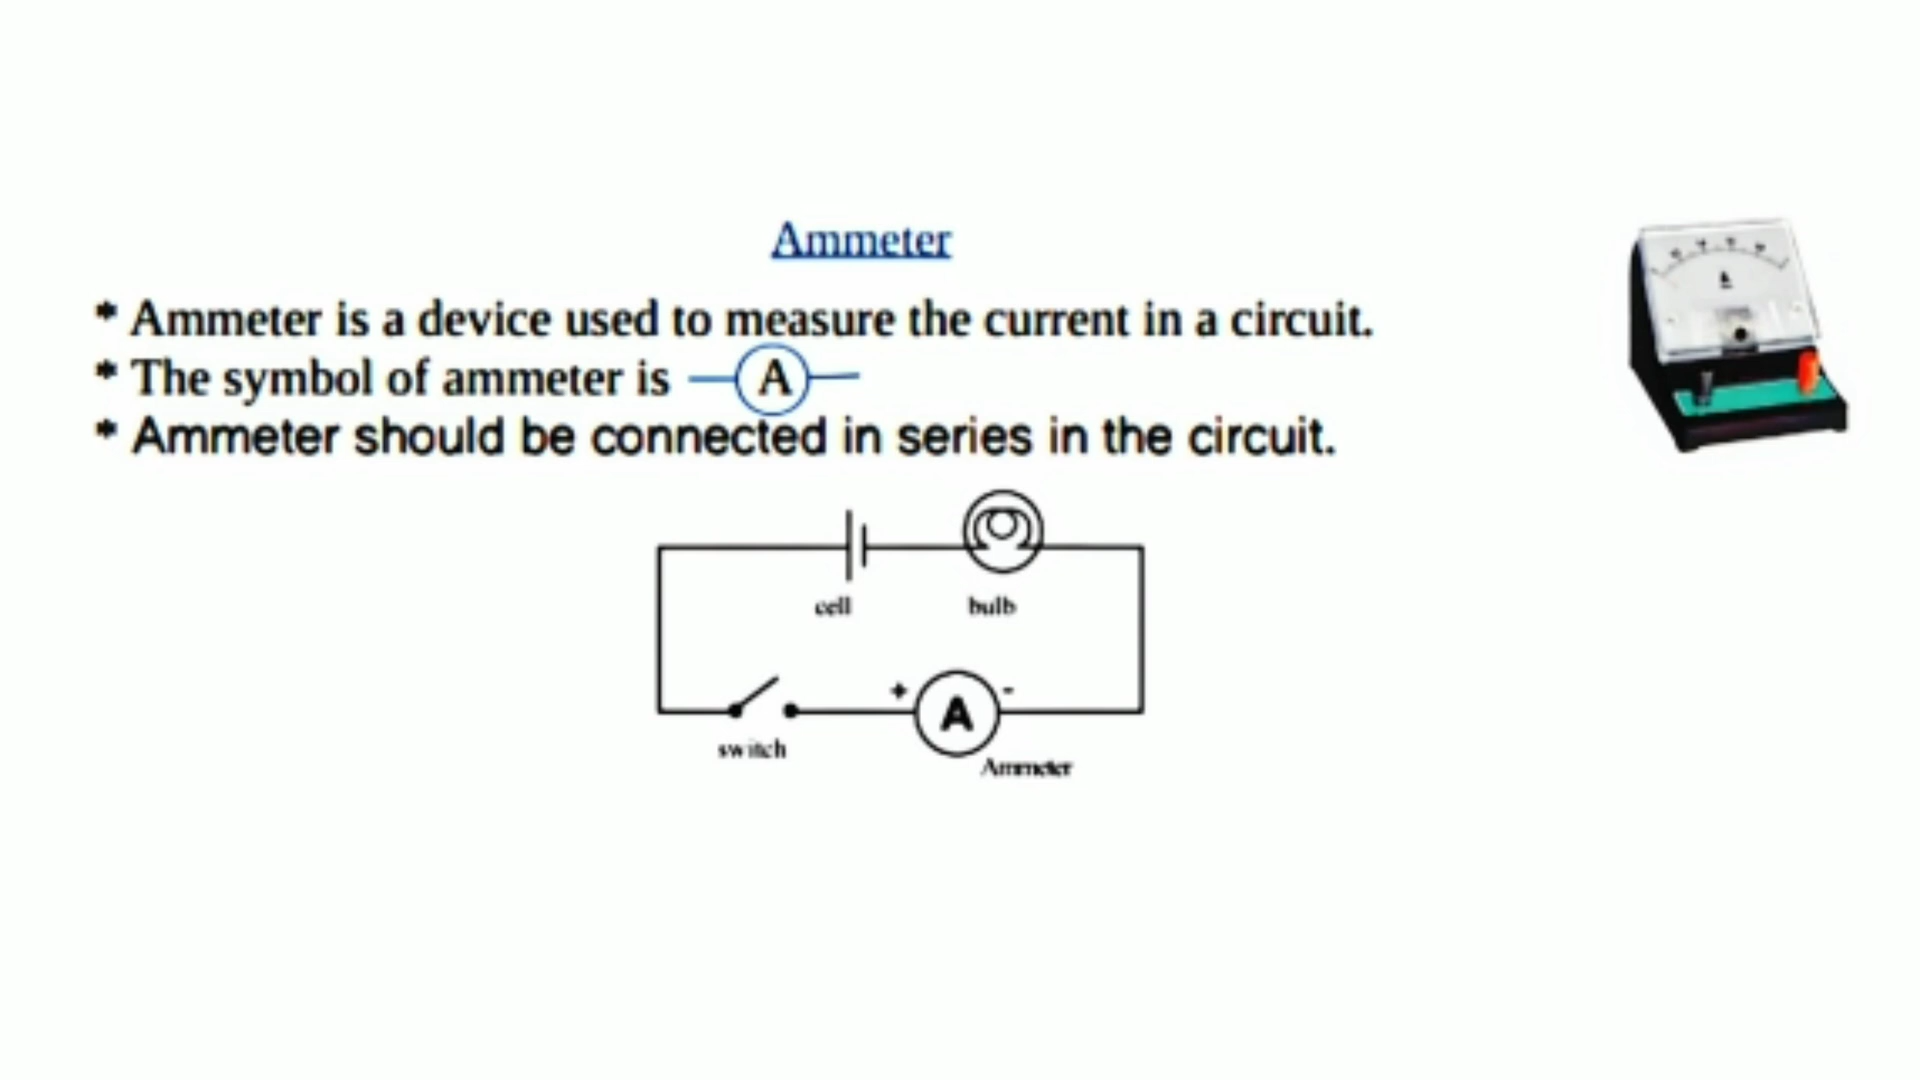 Ammeter
* Ammeter is a device used to measure the current in a circuit.
* The symbol of ammeter is A
* Ammeter should be connected in series in the circuit.
cell bulb
+ A -
switch
Ammeter